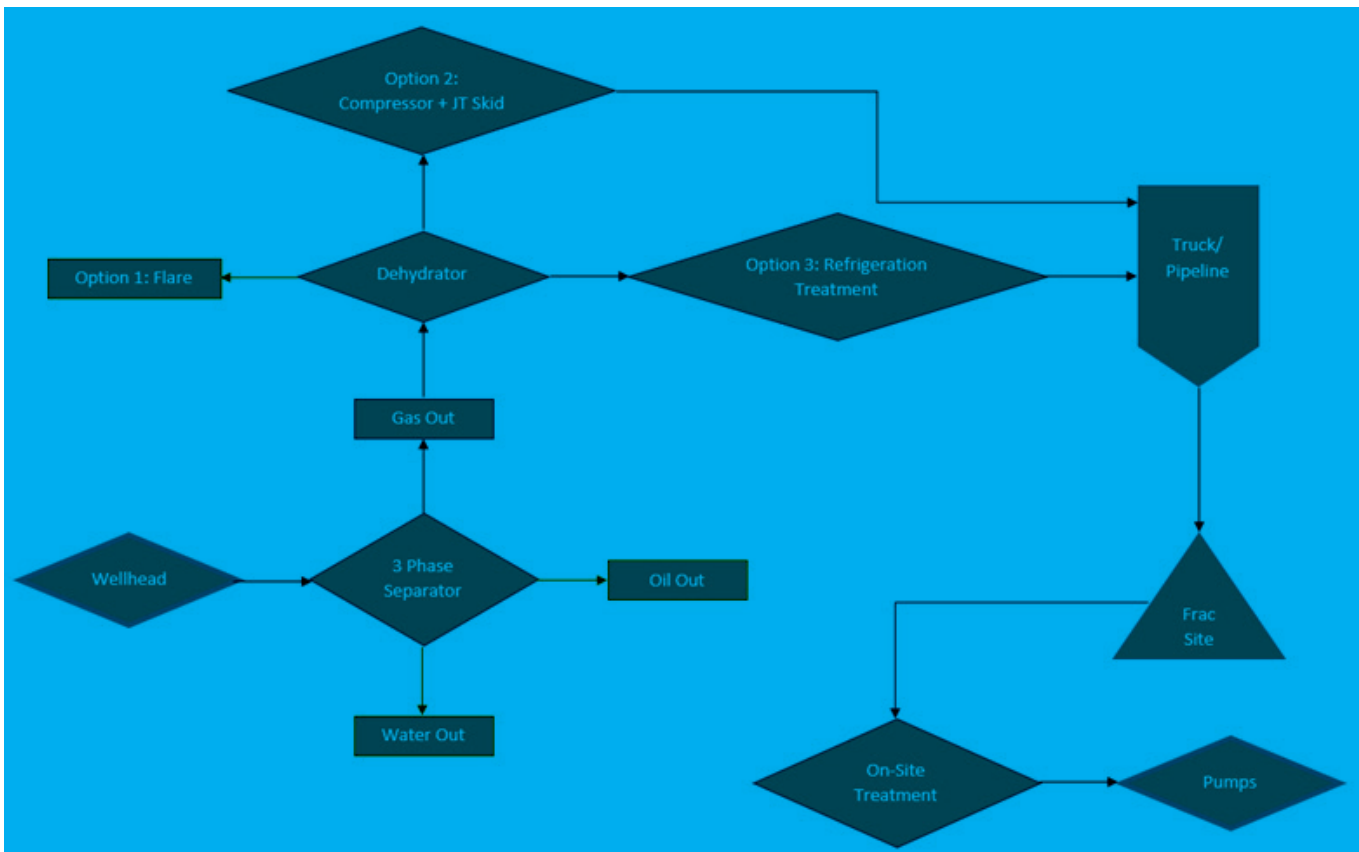 Option 2:
Compressor + JT Skid
Truck/
Pipeline
Option 1: Flare
Dehydrator
Option 3: Refrigeration
Treatment
Gas Out
Wellhead
3 Phase
Separator
Oil Out
Frac
Site
Water Out
On-Site
Treatment
Pumps